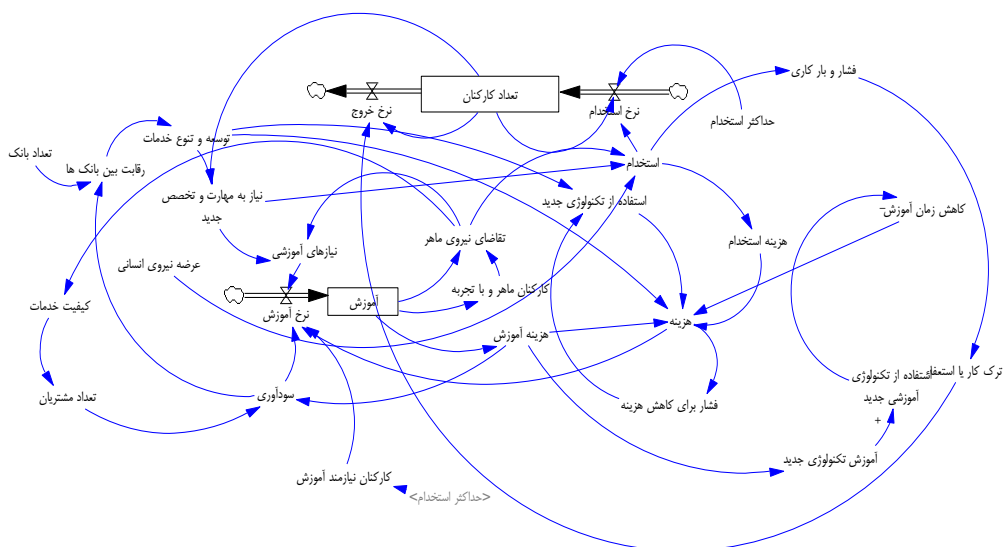 فشار و بار کاری
تعداد کارکنان
نرخ خروج
نرخ استخدام
حداکثر استخدام
توسعه و تنوع خدمات
تعداد بانک
رقابت بین بانک ها
استخدام
نیاز به مهارت و تخصص
جدید
استفاده از تکنولوژی جدید
کاهش زمان آموزش-
تقاضای نیروی ماهر
هزینه استخدام
نیازهای آموزشی
عرضه نیروی انسانی
کارکنان ماهر و با تجربه
آموزش
کیفیت خدمات
نرخ آموزش
هزینه آموزش
هزینه
ترک کار یا استعفا
استفاده از تکنولوژی
آموزشی جدید
+
سودآوری
تعداد مشتریان
فشار برای کاهش هزینه
آموزش تکنولوژی جدید
کارکنان نیازمند آموزش
<حداکثر استخدام>